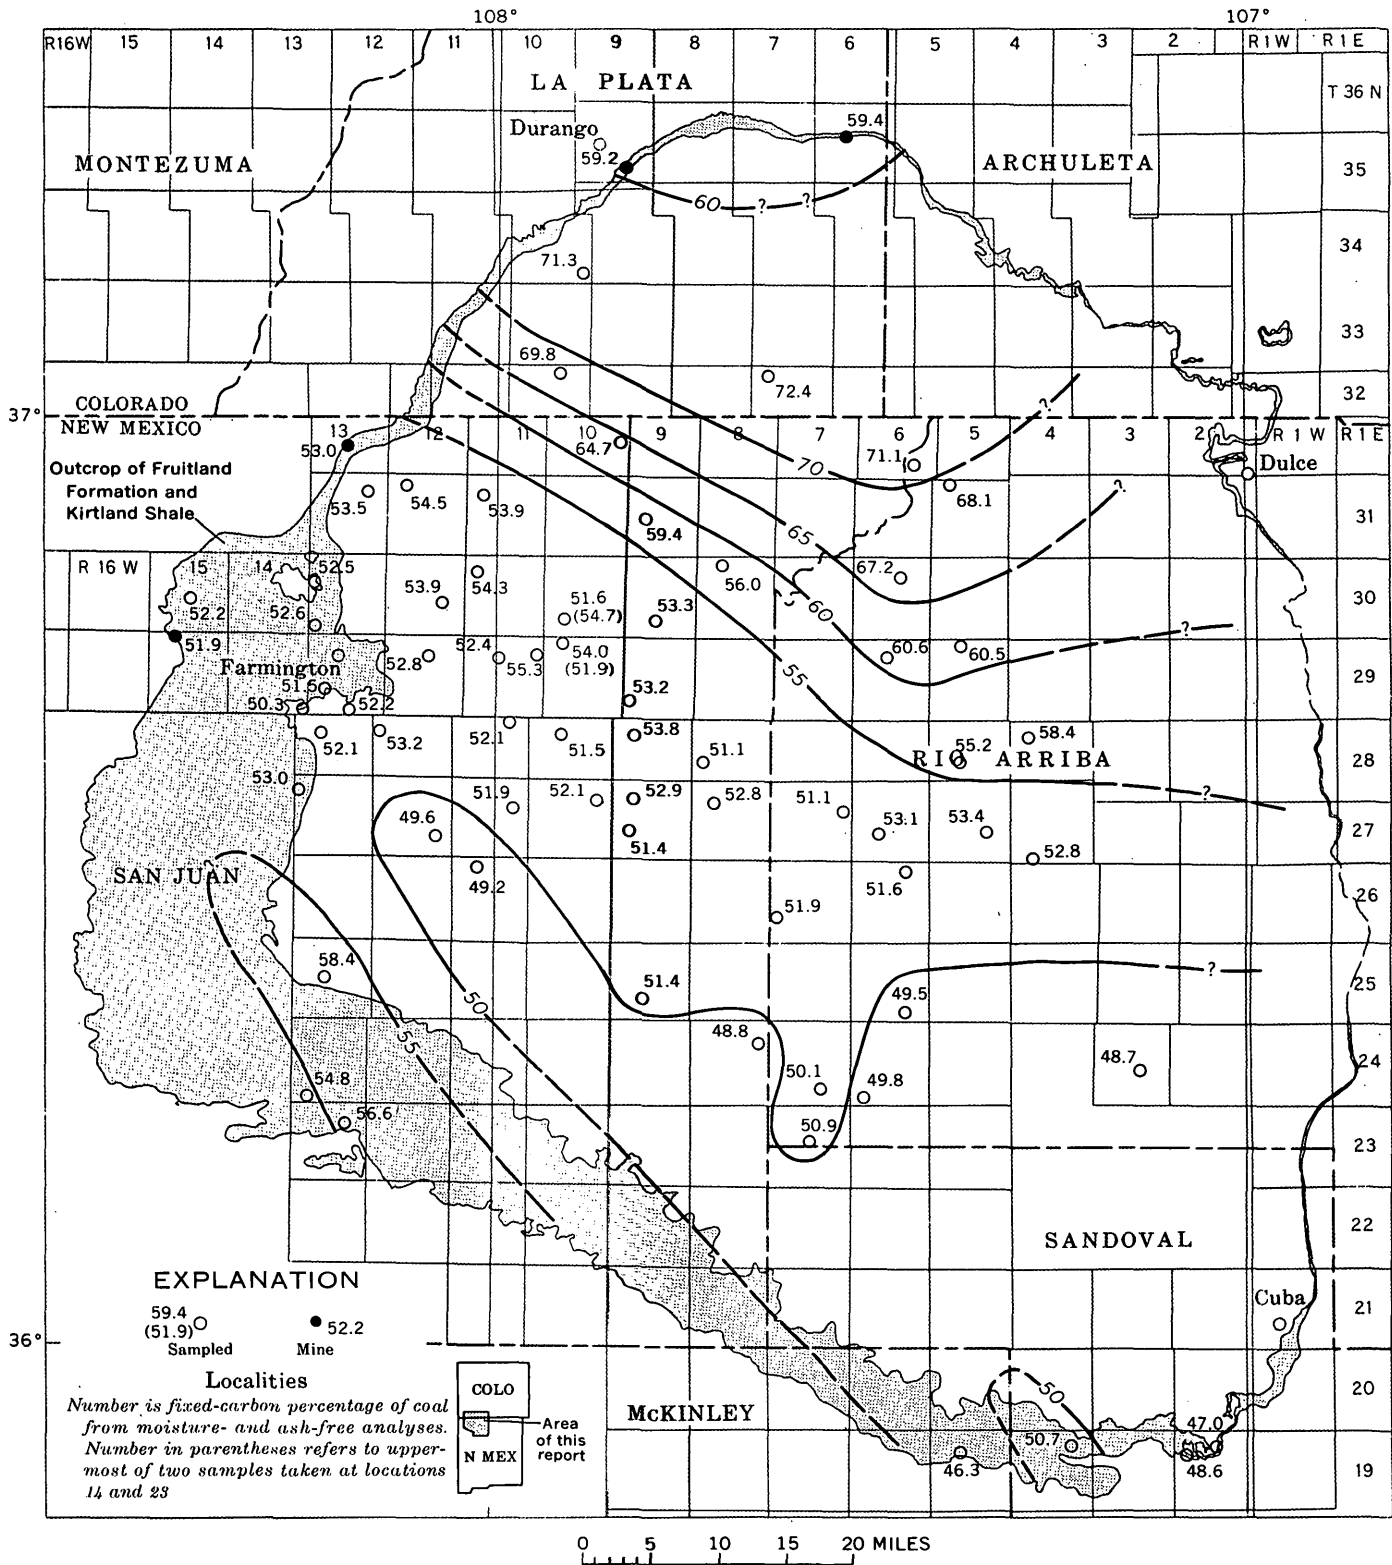 108° 107°
R16W 15 14 13 12 11 10 9 8 7 6 5 4 3 2 R1W R1E
LA PLATA
T 36 N
Durango
59.4
59.2
MONTEZUMA
ARCHULETA
35
60 ? ?
34
71.3
33
69.8
72.4
32
37°
COLORADO
NEW MEXICO
?
13 12 11 10 9 8 7 6 5 4 3 2 R 1 W R1E
53.0
64.7
70
71.1
Dulce
Outcrop of Fruitland
Formation and
Kirtland Shale
53.5 54.5 53.9
68.1
?
31
59.4
65
R 16 W 15 14
52.5
54.3
56.0
67.2
53.9
51.6
(54.7)
53.3
60
30
52.2
52.6
?
51.9
52.4
54.0
(51.9)
60.6 60.5
Farmington
52.8
55.3
55
29
51.5
53.2
50.3 52.2
52.1 53.2 52.1 51.5 53.8 51.1
55.2 58.4
RIO ARRIBA
28
53.0
51.9 52.1 52.9 52.8 51.1
?
49.6
53.1 53.4
27
51.4
52.8
SAN JUAN
49.2
51.6
26
51.9
58.4
51.4
?
25
50
49.5
55
48.8
48.7
24
54.8
50.1 49.8
56.6
50.9
23
22
SANDOVAL
EXPLANATION
Cuba
21
59.4
(51.9)
52.2
Sampled Mine
36°
Localities
Number is fixed-carbon percentage of coal
from moisture- and ash-free analyses.
Number in parentheses refers to upper-
most of two samples taken at locations
14 and 23
COLO
N MEX
Area
of this
report
McKINLEY
50
20
47.0
50.7
46.3
48.6
19
0 5 10 15 20 MILES